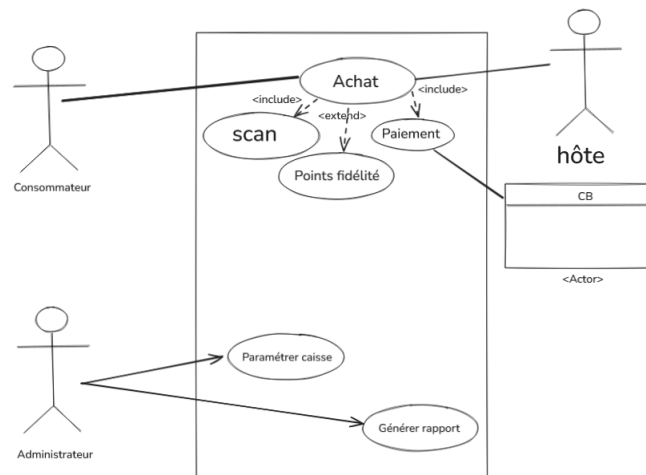 Achat
<include>
<include>
<extend>
scan
Paiement
hôte
Points fidélité
Consommateur
CB
<Actor>
Paramétrer caisse
Générer rapport
Administrateur